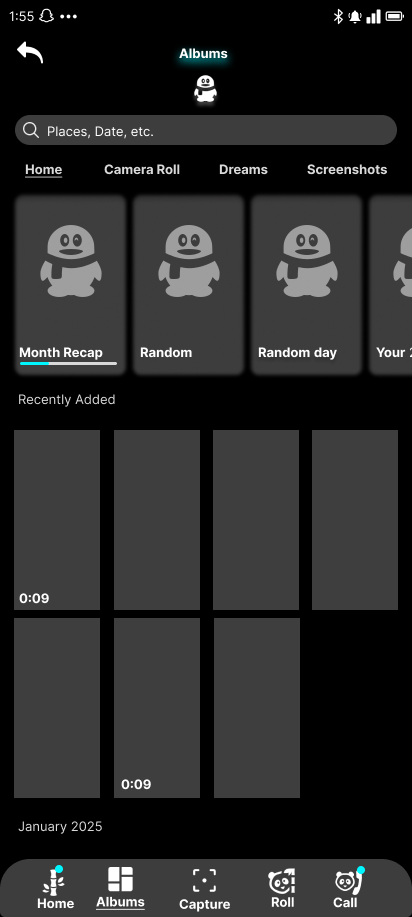 1:55
Albums
Places, Date, etc.
Home Camera Roll Dreams Screenshots
Month Recap Random Random day Your 2
Recently Added
0:09
0:09
January 2025
Home Albums Capture Roll Call